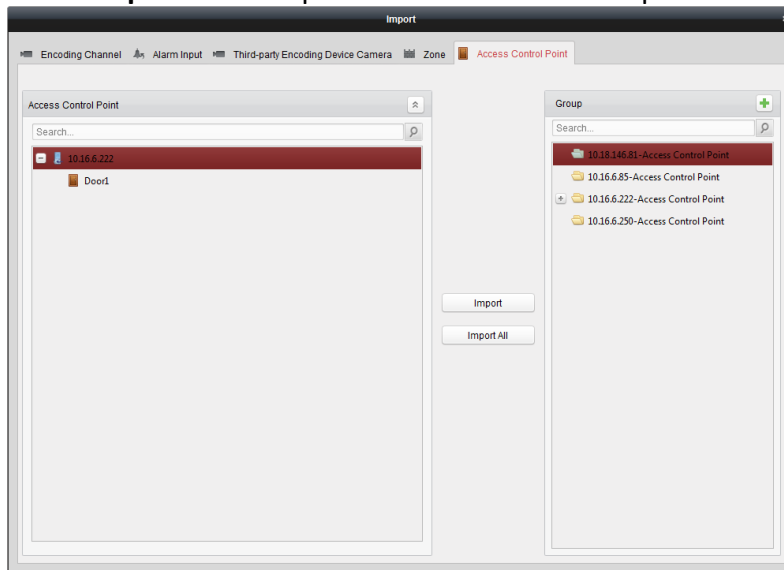 Import
Encoding Channel Alarm Input Third-party Encoding Device Camera Zone Access Control Point
Access Control Point
Search...
10.16.6.222
Door1
Import
Import All
Group
Search...
10.18.146.81-Access Control Point
10.16.6.85-Access Control Point
10.16.6.222-Access Control Point
10.16.6.250-Access Control Point